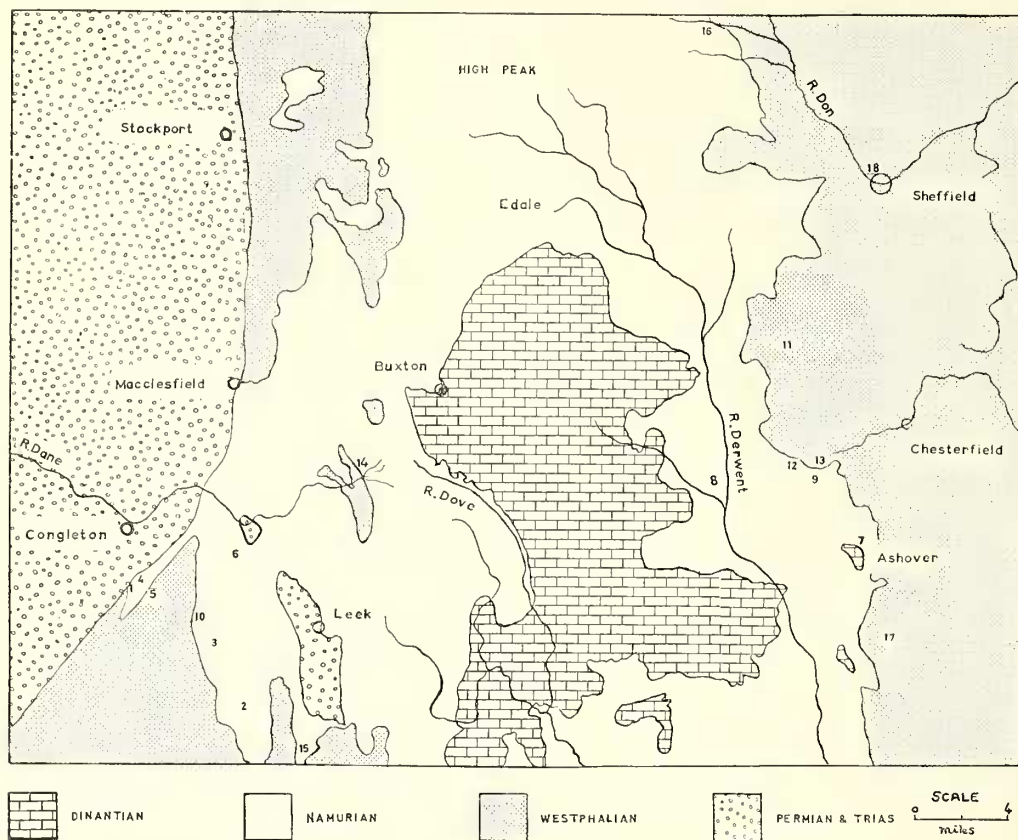 16
HIGH PEAK
R. Don
Stockport
18
Edale
Sheffield
11
Buxton
Macclesfield
R. Derwent
Chesterfield
R. Dane
14
13
12
9
8
R. Dove
Congleton
6
7
Ashover
4
1
5
10
Leek
3
17
2
15
DINANTIAN
NAMURIAN
WESTPHALIAN
PERMIAN & TRIAS
SCALE
0 4
miles